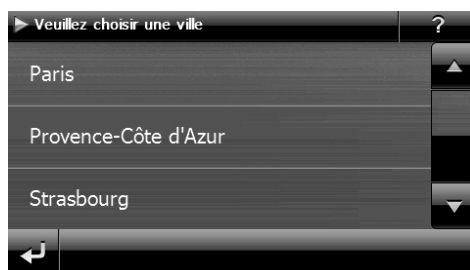 Veuillez choisir une ville
?
Paris
Provence-Côte d'Azur
Strasbourg